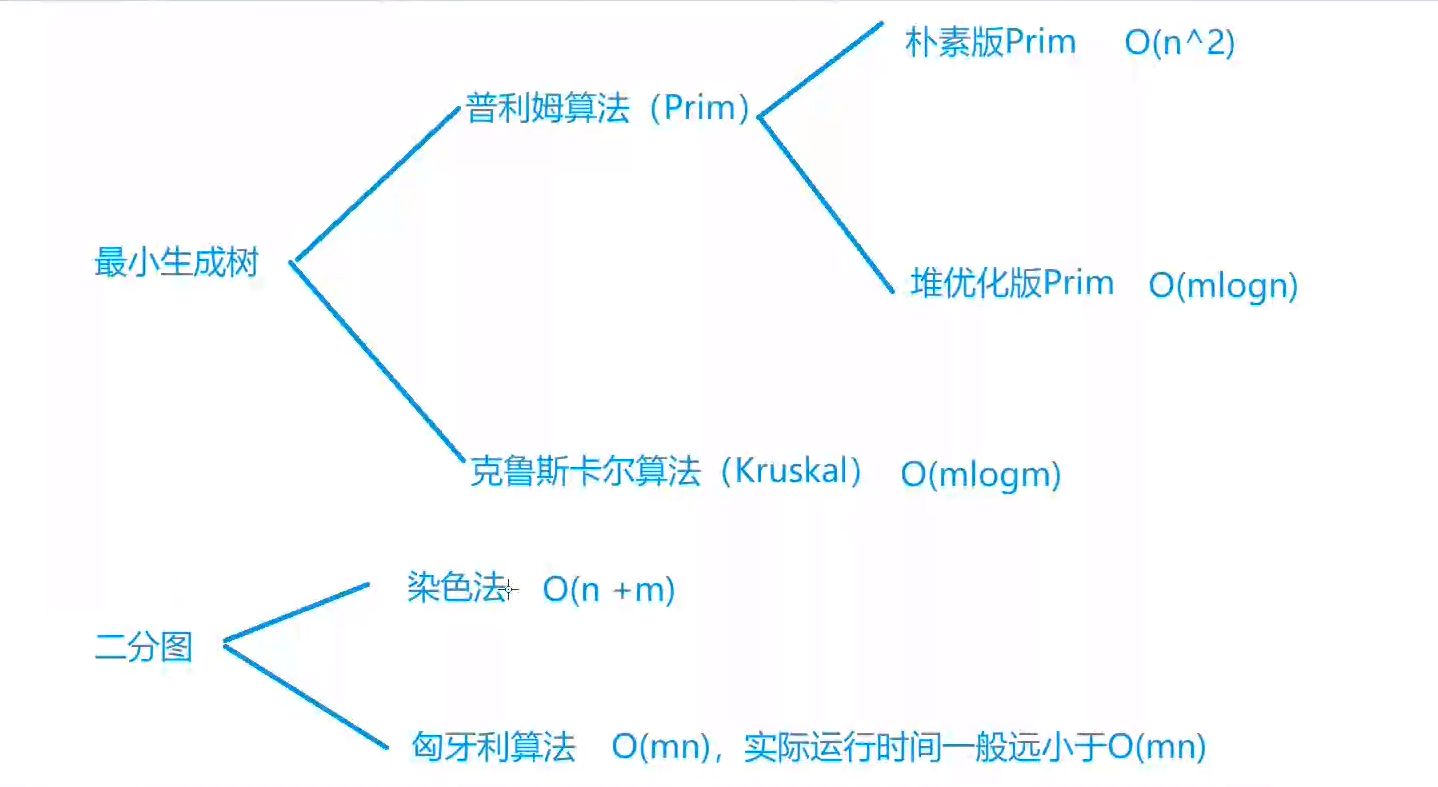 朴素版Prim O(n^2)
普利姆算法（Prim）
最小生成树
堆优化版Prim O(mlogn)
克鲁斯卡尔算法（Kruskal） O(mlogm)
染色法 O(n +m)
二分图
匈牙利算法 O(mn)，实际运行时间一般远小于O(mn)